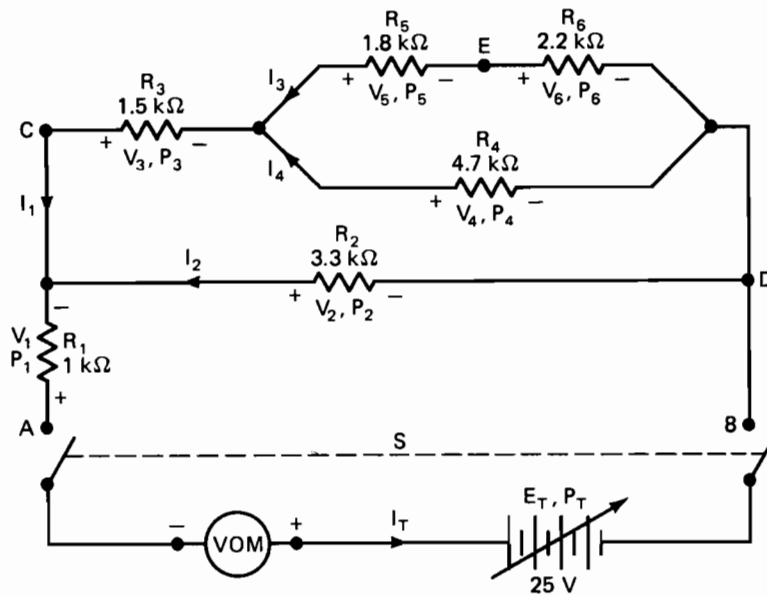 R5
1.8 kΩ
E
R6
2.2 kΩ
I3
+ −
V5, P5
+ −
V6, P6
R3
1.5 kΩ
C
+ −
V3, P3
I4
R4
4.7 kΩ
+ −
V4, P4
I1
R2
3.3 kΩ
I2
+ −
V2, P2
D
−
V1
P1
R1
1 kΩ
+
A
8
S
ET, PT
− VOM +
IT
25 V